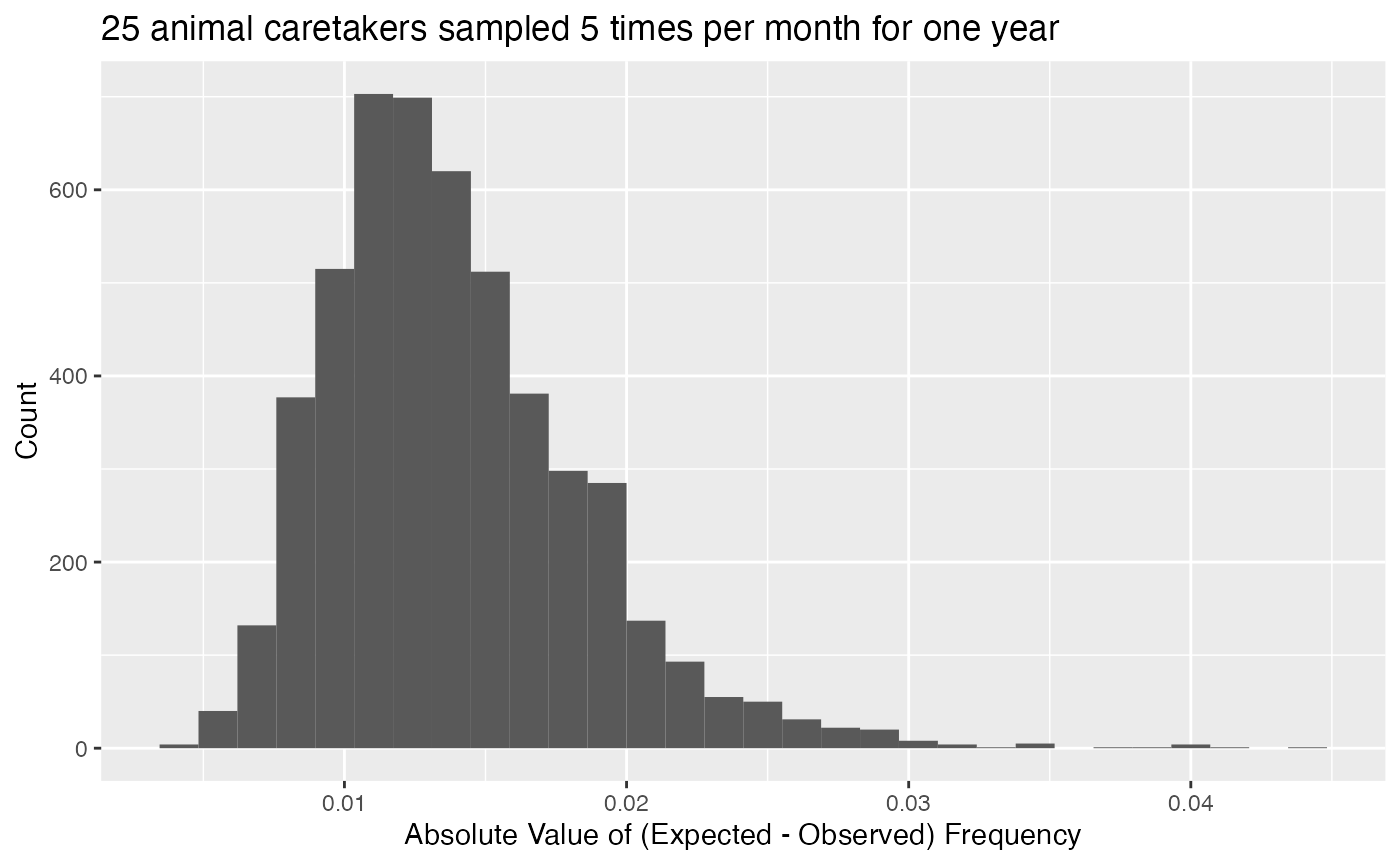 25 animal caretakers sampled 5 times per month for one year
600
400
200
0
Count
0.01 0.02 0.03 0.04
Absolute Value of (Expected - Observed) Frequency